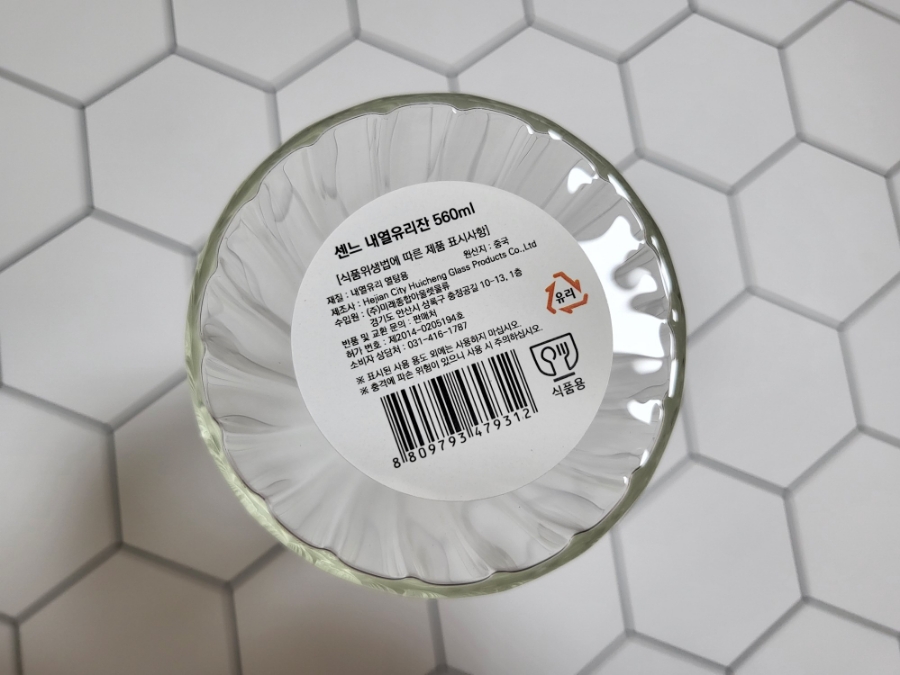 센느 내열유리잔 560ml
[식품위생법에 따른 제품 표시사항]
재질 : 내열유리 열탕용 원산지 : 중국
제조사 : Hejian City Huicheng Glass Products Co.,Ltd
수입원 : (주)미래종합아울렛물류
경기도 안산시 상록구 충장공길 10-13, 1층
반품 및 교환 문의 : 판매처
허가 번호 : 제2014-0205194호
소비자 상담처 : 031-416-1787
※ 표시된 사용 용도 외에는 사용하지 마십시오.
※ 충격에 파손 위험이 있으니 사용 시 주의하십시오.
유리
식품용
8 809793 479312